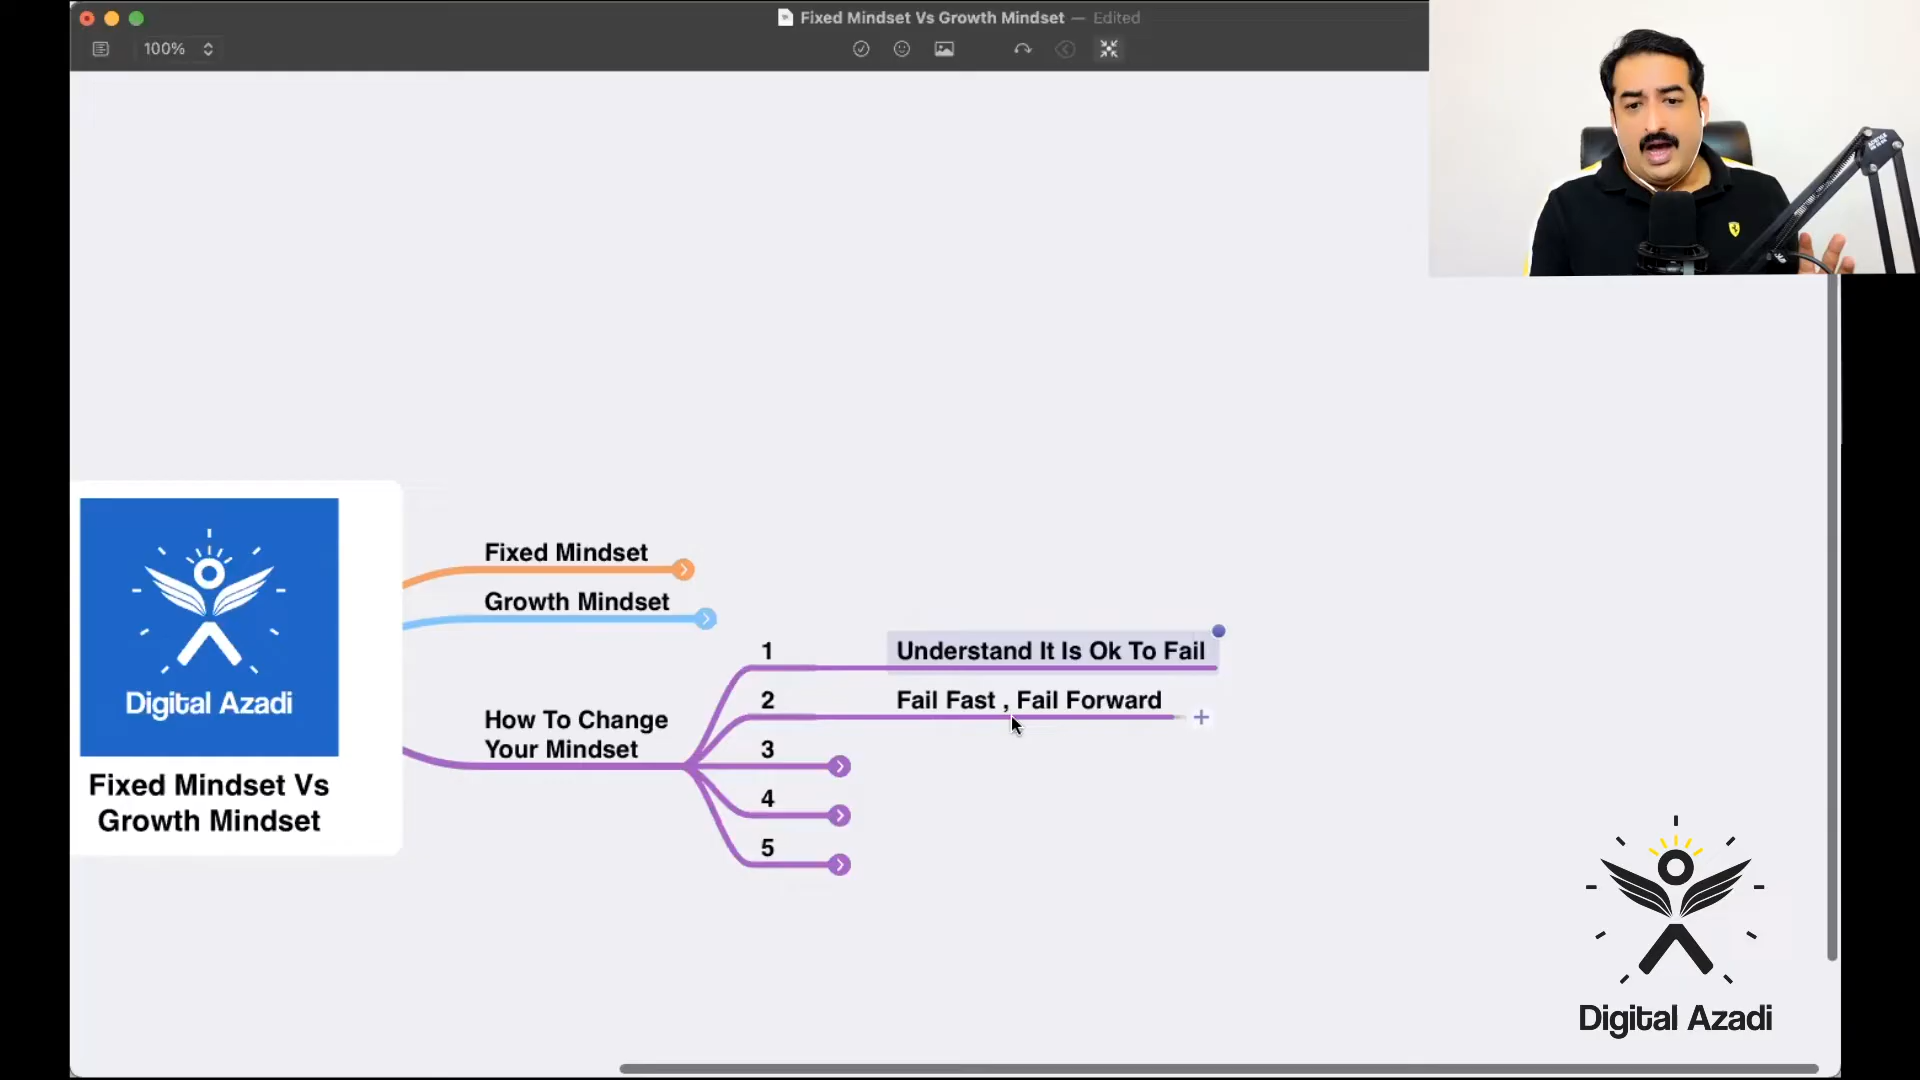 Fixed Mindset Vs Growth Mindset — Edited
100%
Fixed Mindset
Growth Mindset
1
Understand It Is Ok To Fail
2
Fail Fast , Fail Forward
How To Change
Your Mindset
3
4
5
Digital Azadi
Fixed Mindset Vs
Growth Mindset
Digital Azadi